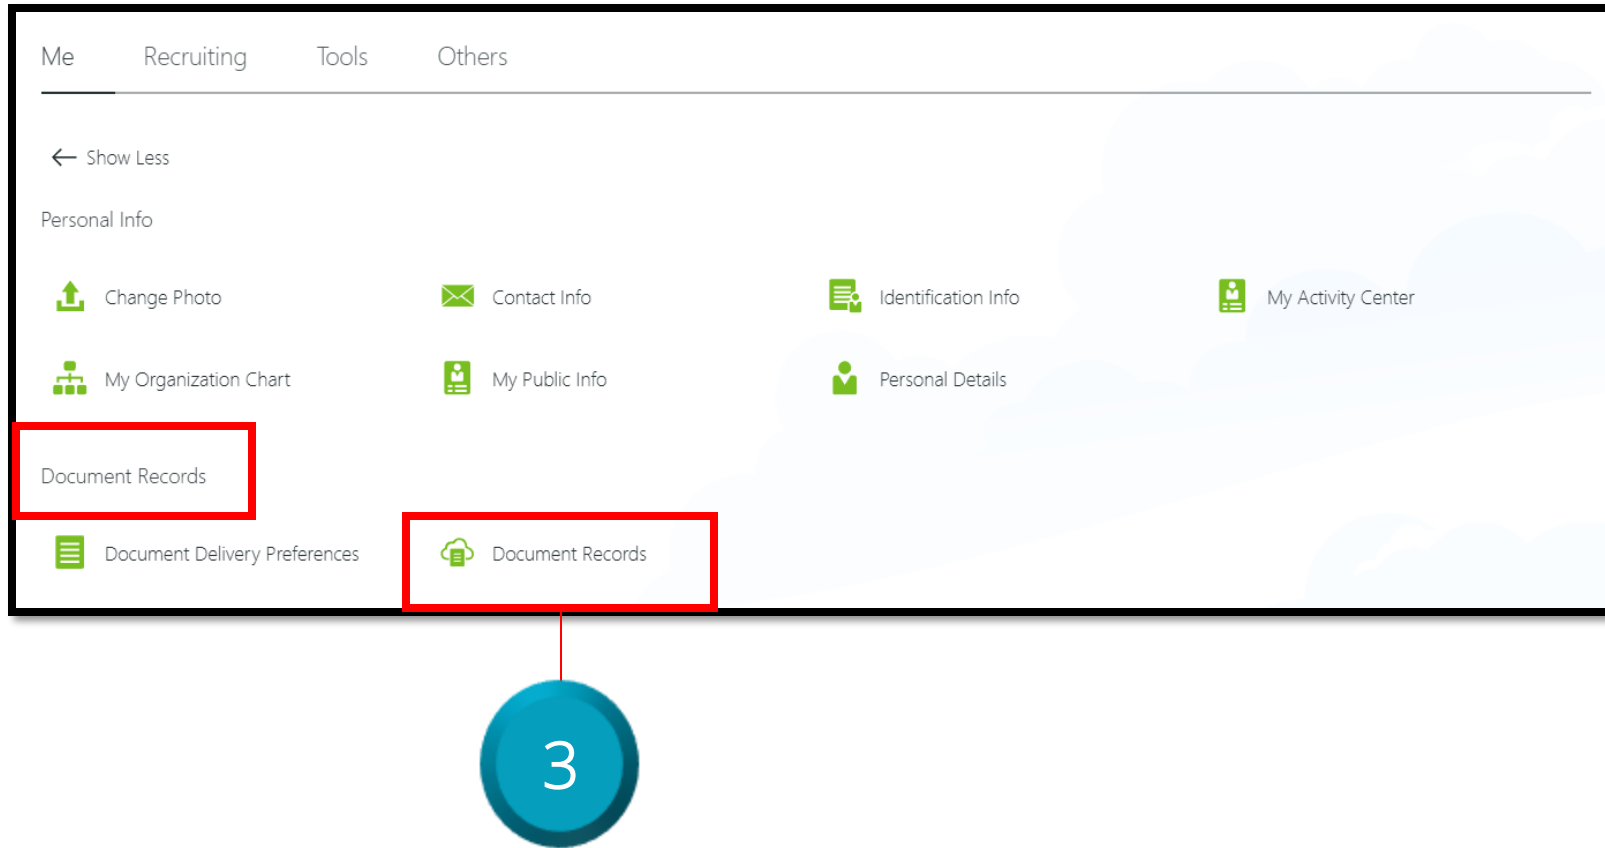 Me Recruiting Tools Others
Show Less
Personal Info
Change Photo Contact Info Identification Info My Activity Center
My Organization Chart My Public Info Personal Details
Document Records
Document Delivery Preferences Document Records
3